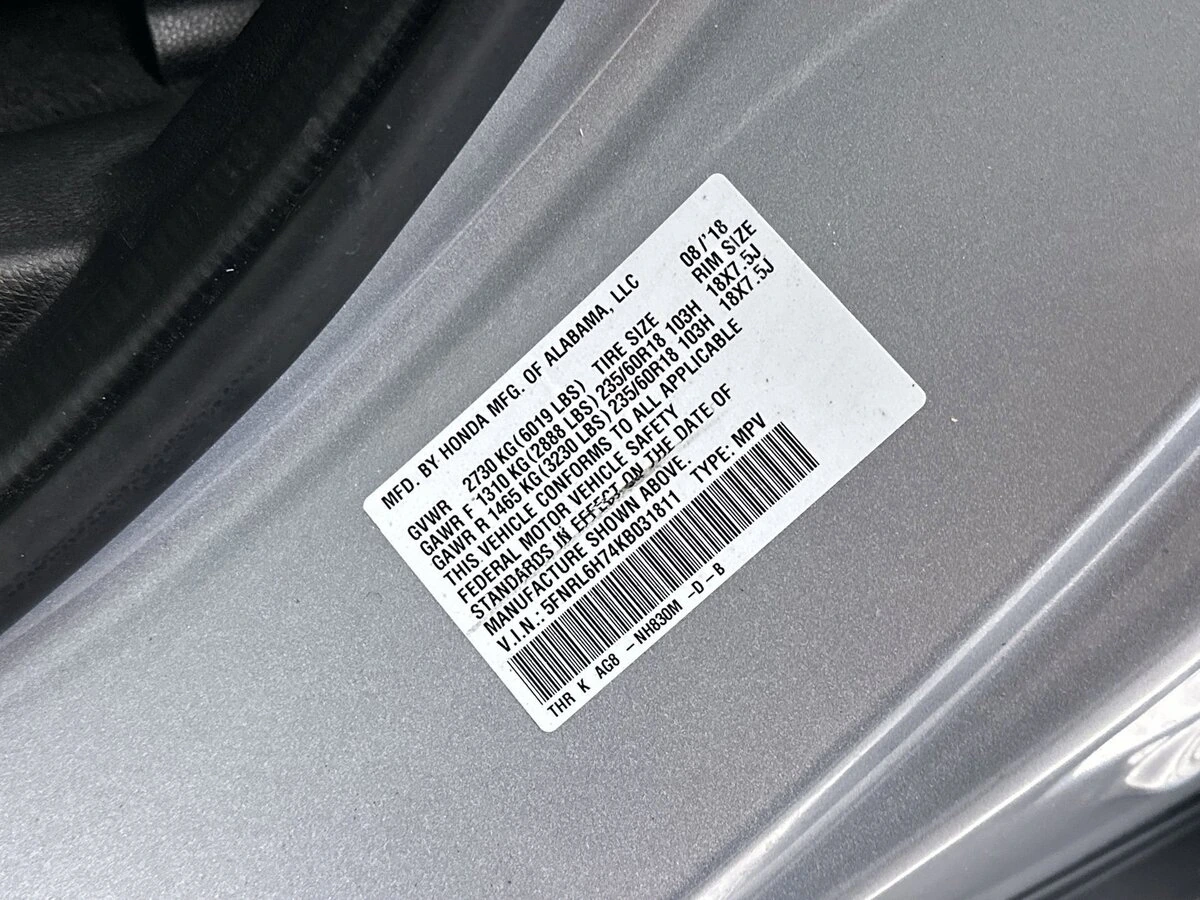 MFD. BY HONDA MFG. OF ALABAMA, LLC 08/'18
GVWR 2730 KG (6019 LBS) TIRE SIZE RIM SIZE
GAWR F 1310 KG (2888 LBS) 235/60R18 103H 18X7.5J
GAWR R 1465 KG (3230 LBS) 235/60R18 103H 18X7.5J
THIS VEHICLE CONFORMS TO ALL APPLICABLE
FEDERAL MOTOR VEHICLE SAFETY
STANDARDS IN EFFECT ON THE DATE OF
MANUFACTURE SHOWN ABOVE.
V.I.N.: 5FNRL6H74KB031811 TYPE: MPV
THR K AG8 -NH830M -D-B